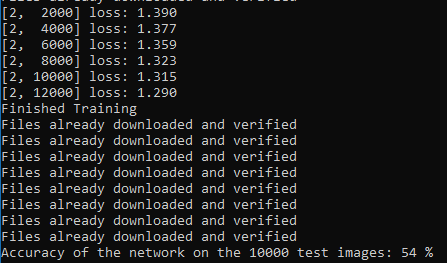 Files already downloaded and verified
[2,  2000] loss: 1.390
[2,  4000] loss: 1.377
[2,  6000] loss: 1.359
[2,  8000] loss: 1.323
[2, 10000] loss: 1.315
[2, 12000] loss: 1.290
Finished Training
Files already downloaded and verified
Files already downloaded and verified
Files already downloaded and verified
Files already downloaded and verified
Files already downloaded and verified
Files already downloaded and verified
Files already downloaded and verified
Files already downloaded and verified
Accuracy of the network on the 10000 test images: 54 %